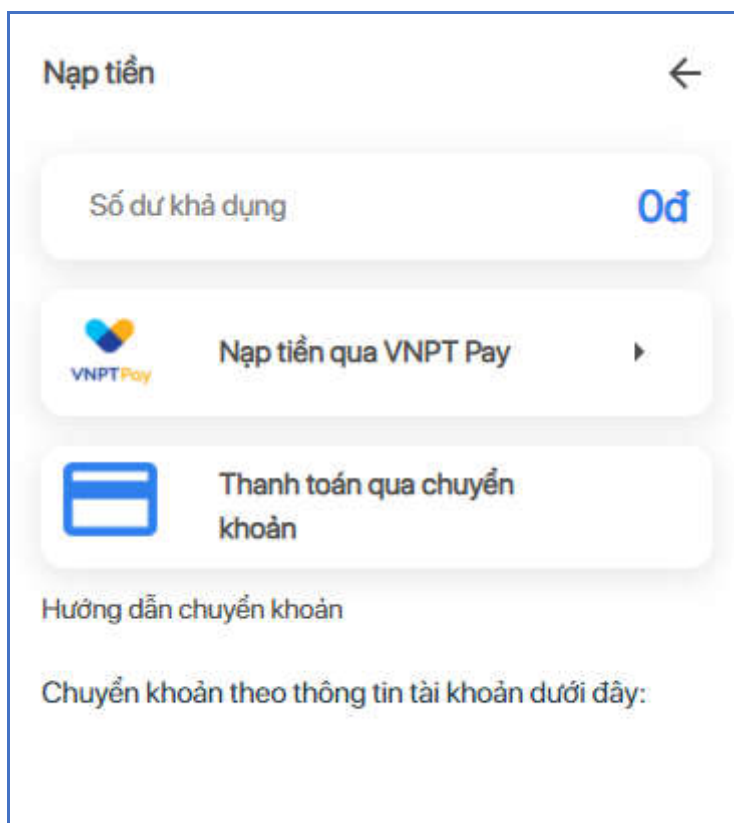 Nạp tiền
Số dư khả dụng 0đ
VNPTPay
Nạp tiền qua VNPT Pay
Thanh toán qua chuyển
khoản
Hướng dẫn chuyển khoản
Chuyển khoản theo thông tin tài khoản dưới đây: